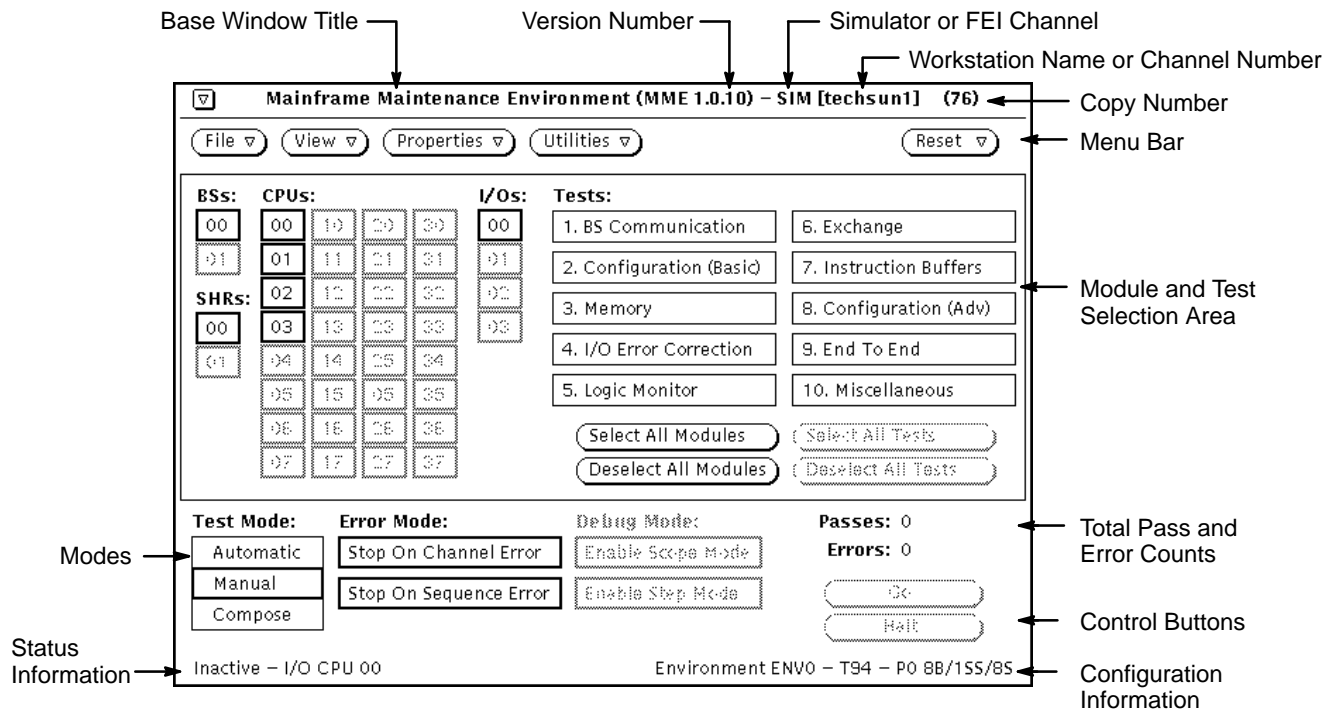 Base Window Title
Version Number
Simulator or FEI Channel
Workstation Name or Channel Number
Mainframe Maintenance Environment (MME 1.0.10) – SIM [techsun1] (76)
Copy Number
File View Properties Utilities Reset
Menu Bar
BSs: CPUs: I/Os: Tests:
00 00 10 20 30 00 1. BS Communication 6. Exchange
01 01 11 21 31 01 2. Configuration (Basic) 7. Instruction Buffers
SHRs: 02 12 22 32 02 3. Memory 8. Configuration (Adv)
00 03 13 23 33 03 4. I/O Error Correction 9. End To End
01 04 14 25 34 5. Logic Monitor 10. Miscellaneous
05 15 05 35
06 16 26 36
07 17 27 37
Select All Modules Select All Tests
Deselect All Modules Deselect All Tests
Module and Test
Selection Area
Test Mode: Error Mode: Debug Mode: Passes: 0
Automatic Stop On Channel Error Enable Scope Mode Errors: 0
Manual Stop On Sequence Error Enable Step Mode Go
Compose Halt
Modes
Total Pass and
Error Counts
Control Buttons
Status
Information
Inactive – I/O CPU 00 Environment ENV0 – T94 – P0 8B/1SS/8S
Configuration
Information